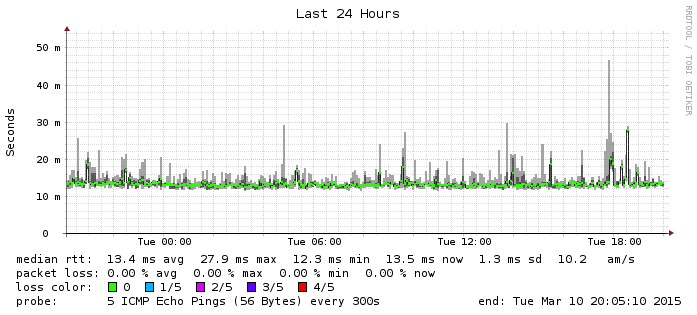 Last 24 Hours
RRDTOOL / TOBI OETIKER
Seconds
50 m
40 m
30 m
20 m
10 m
0
Tue 00:00 Tue 06:00 Tue 12:00 Tue 18:00
median rtt: 13.4 ms avg 27.9 ms max 12.3 ms min 13.5 ms now 1.3 ms sd 10.2 am/s
packet loss: 0.00 % avg 0.00 % max 0.00 % min 0.00 % now
loss color: 0 1/5 2/5 3/5 4/5
probe: 5 ICMP Echo Pings (56 Bytes) every 300s end: Tue Mar 10 20:05:10 2015